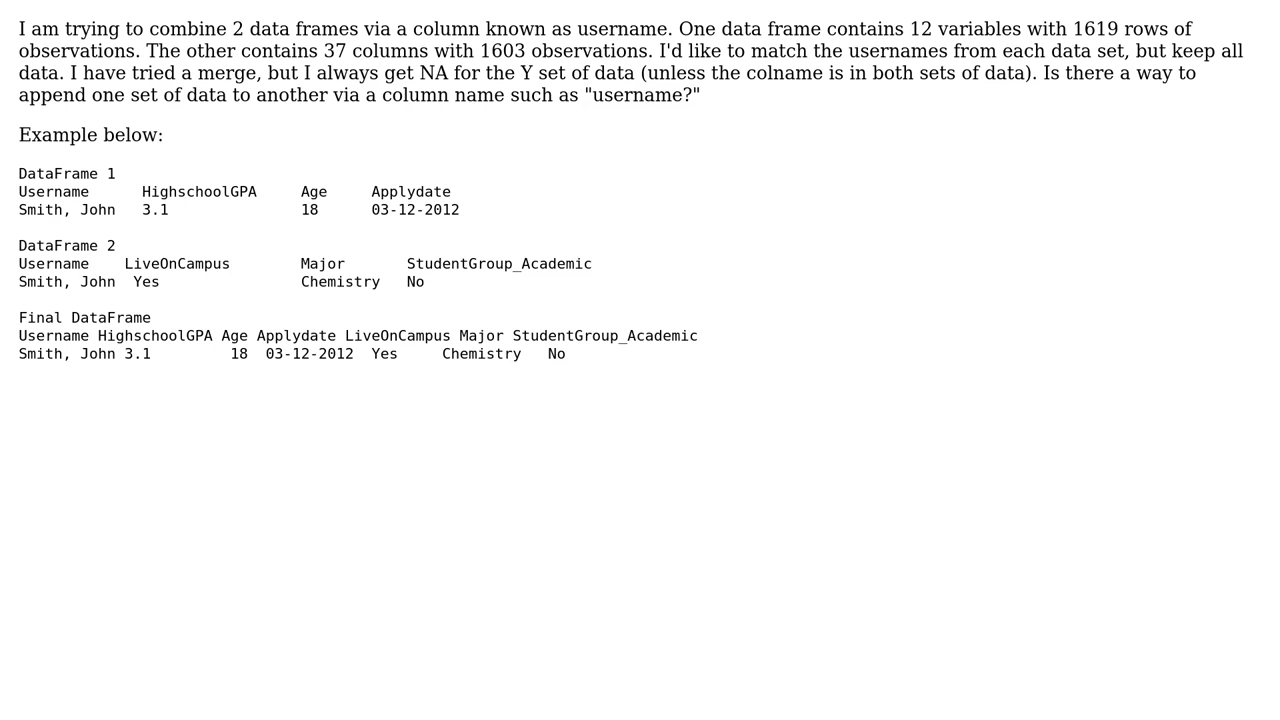 I am trying to combine 2 data frames via a column known as username. One data frame contains 12 variables with 1619 rows of
observations. The other contains 37 columns with 1603 observations. I'd like to match the usernames from each data set, but keep all
data. I have tried a merge, but I always get NA for the Y set of data (unless the colname is in both sets of data). Is there a way to
append one set of data to another via a column name such as "username?"
Example below:
DataFrame 1
Username      HighschoolGPA     Age     Applydate
Smith, John   3.1               18      03-12-2012
DataFrame 2
Username    LiveOnCampus        Major       StudentGroup_Academic
Smith, John  Yes                Chemistry   No
Final DataFrame
Username HighschoolGPA Age Applydate LiveOnCampus Major StudentGroup_Academic
Smith, John 3.1         18  03-12-2012  Yes     Chemistry   No